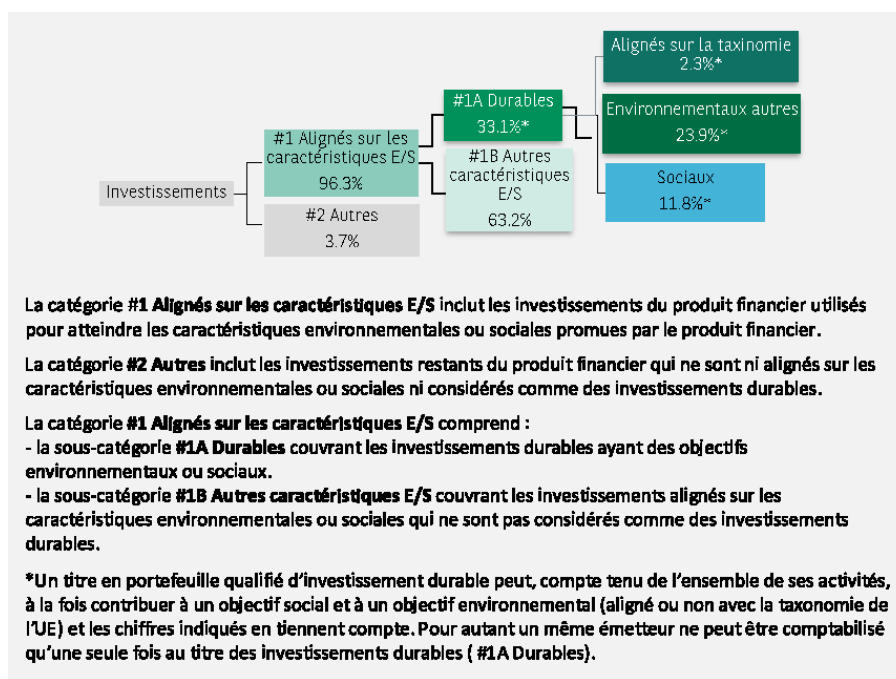 Alignés sur la taxinomie
2.3%*
#1A Durables
33.1%*
Environnementaux autres
23.9%*
#1 Alignés sur les
caractéristiques E/S
96.3%
#1B Autres
caractéristiques
E/S
63.2%
Investissements
Sociaux
11.8%*
#2 Autres
3.7%
La catégorie #1 Alignés sur les caractéristiques E/S inclut les investissements du produit financier utilisés
pour atteindre les caractéristiques environnementales ou sociales promues par le produit financier.
La catégorie #2 Autres inclut les investissements restants du produit financier qui ne sont ni alignés sur les
caractéristiques environnementales ou sociales ni considérés comme des investissements durables.
La catégorie #1 Alignés sur les caractéristiques E/S comprend :
- la sous-catégorie #1A Durables couvrant les investissements durables ayant des objectifs
environnementaux ou sociaux.
- la sous-catégorie #1B Autres caractéristiques E/S couvrant les investissements alignés sur les
caractéristiques environnementales ou sociales qui ne sont pas considérés comme des investissements
durables.
*Un titre en portefeuille qualifié d'investissement durable peut, compte tenu de l'ensemble de ses activités,
à la fois contribuer à un objectif social et à un objectif environnemental (aligné ou non avec la taxonomie de
l'UE) et les chiffres indiqués en tiennent compte. Pour autant un même émetteur ne peut être comptabilisé
qu'une seule fois au titre des investissements durables ( #1A Durables).